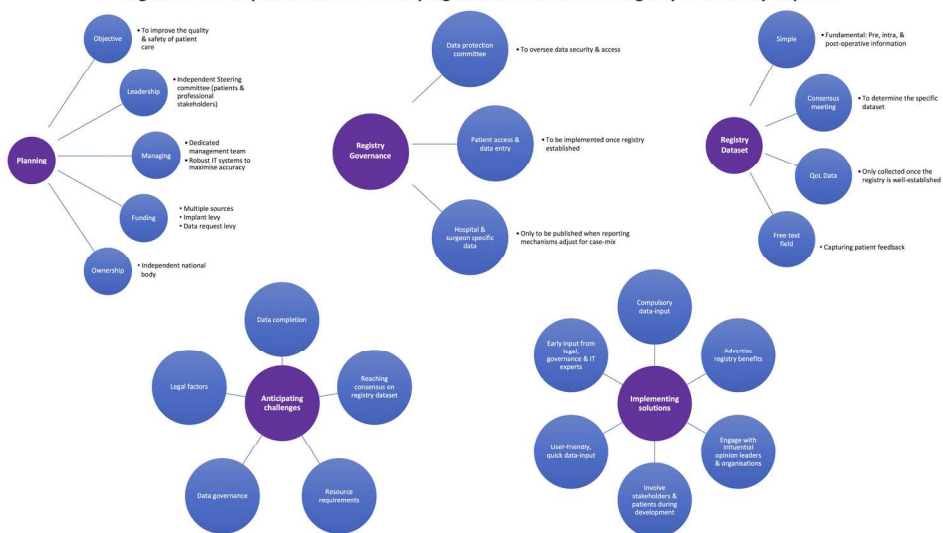 Objective
• To improve the quality
& safety of patient
care
Leadership
• Independent Steering
committee (patients &
professional
stakeholders)
Planning
Managing
• Dedicated
management team
• Robust IT systems to
maximise accuracy
Funding
• Multiple sources
• Implant levy
• Data request levy
Ownership
• Independent national
body
Data protection
committee
• To oversee data security & access
Registry
Governance
Patient access &
data entry
• To be implemented once registry
established
Hospital &
surgeon specific
data
• Only to be published when reporting
mechanisms adjust for case-mix
Simple
• Fundamental: Pre, intra, &
post-operative information
Consensus
meeting
• To determine the specific
dataset
Registry
Dataset
QoL Data
• Only collected once the
registry is well-established
Free text
field
• Capturing patient feedback
Data completion
Legal factors
Reaching
consensus on
registry dataset
Anticipating
challenges
Data governance
Resource
requirements
Compulsory
data-input
Early input from
legal,
governance & IT
experts
Advertise
registry benefits
Implementing
solutions
User-friendly,
quick data-input
Engage with
influential
opinion leaders
& organisations
Involve
stakeholders &
patients during
development